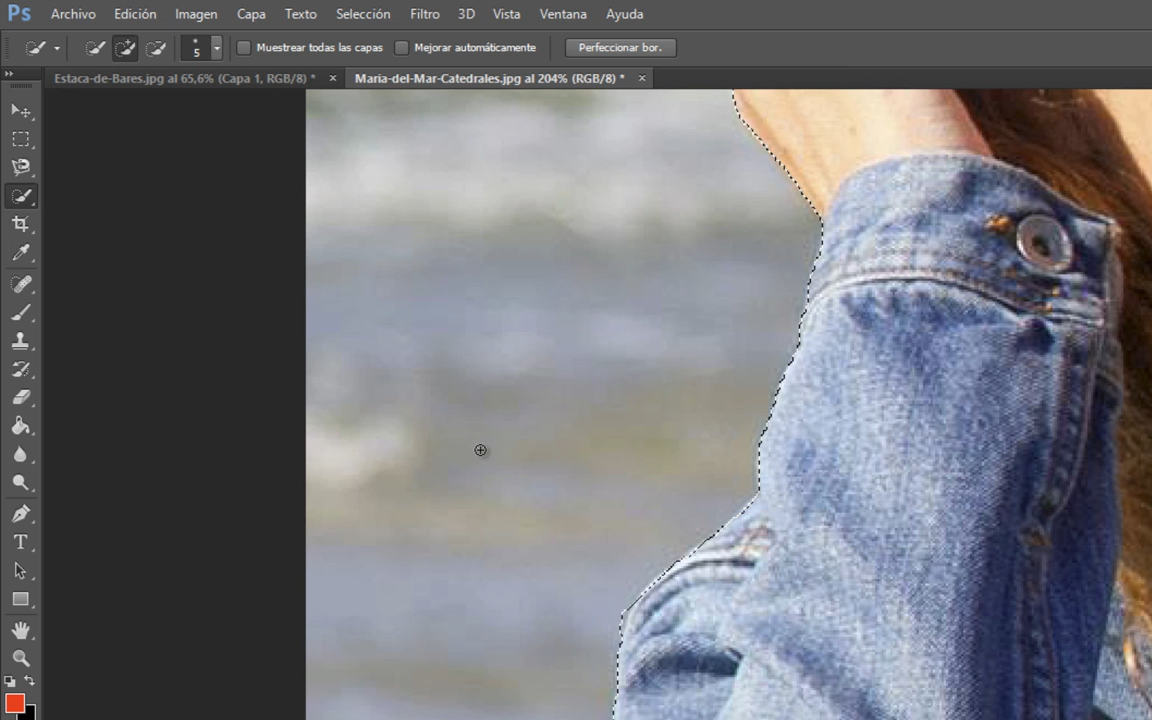 Ps Archivo Edición Imagen Capa Texto Selección Filtro 3D Vista Ventana Ayuda
5 Muestrear todas las capas Mejorar automáticamente Perfeccionar bor.
Estaca-de-Bares.jpg al 65,6% (Capa 1, RGB/8) * × Maria-del-Mar-Catedrales.jpg al 204% (RGB/8) * ×
T